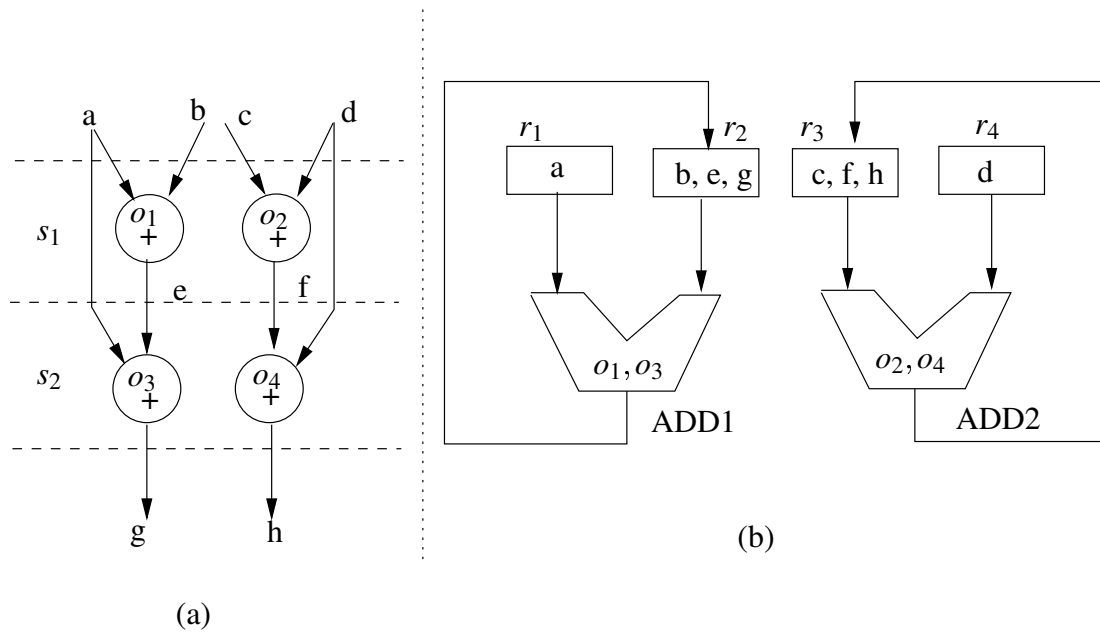 a b c d
o₁ +
o₂ +
s₁
e
f
o₃ +
o₄ +
s₂
g
h
(a)
r₁
r₂
r₃
r₄
a
b, e, g
c, f, h
d
o₁, o₃
o₂, o₄
ADD1
ADD2
(b)